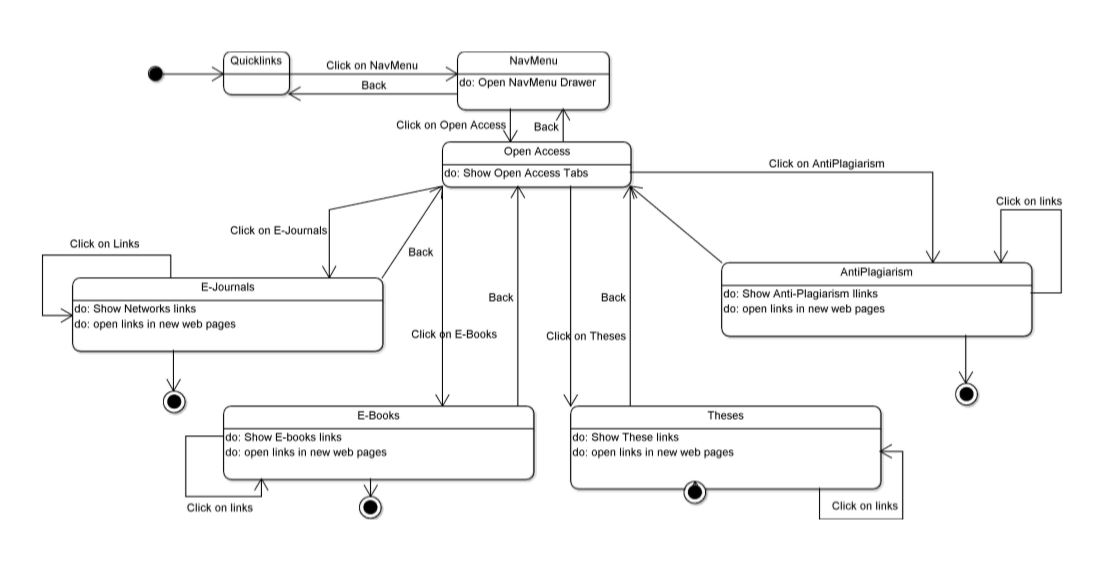 Quicklinks
Click on NavMenu
Back
NavMenu
do: Open NavMenu Drawer
Click on Open Access
Back
Open Access
do: Show Open Access Tabs
Click on AntiPlagiarism
Click on links
Click on E-Journals
Click on Links
Back
E-Journals
do: Show Networks links
do: open links in new web pages
AntiPlagiarism
do: Show Anti-Plagiarism llinks
do: open links in new web pages
Back
Back
Click on E-Books
Click on Theses
E-Books
do: Show E-books links
do: open links in new web pages
Click on links
Theses
do: Show These links
do: open links in new web pages
Click on links